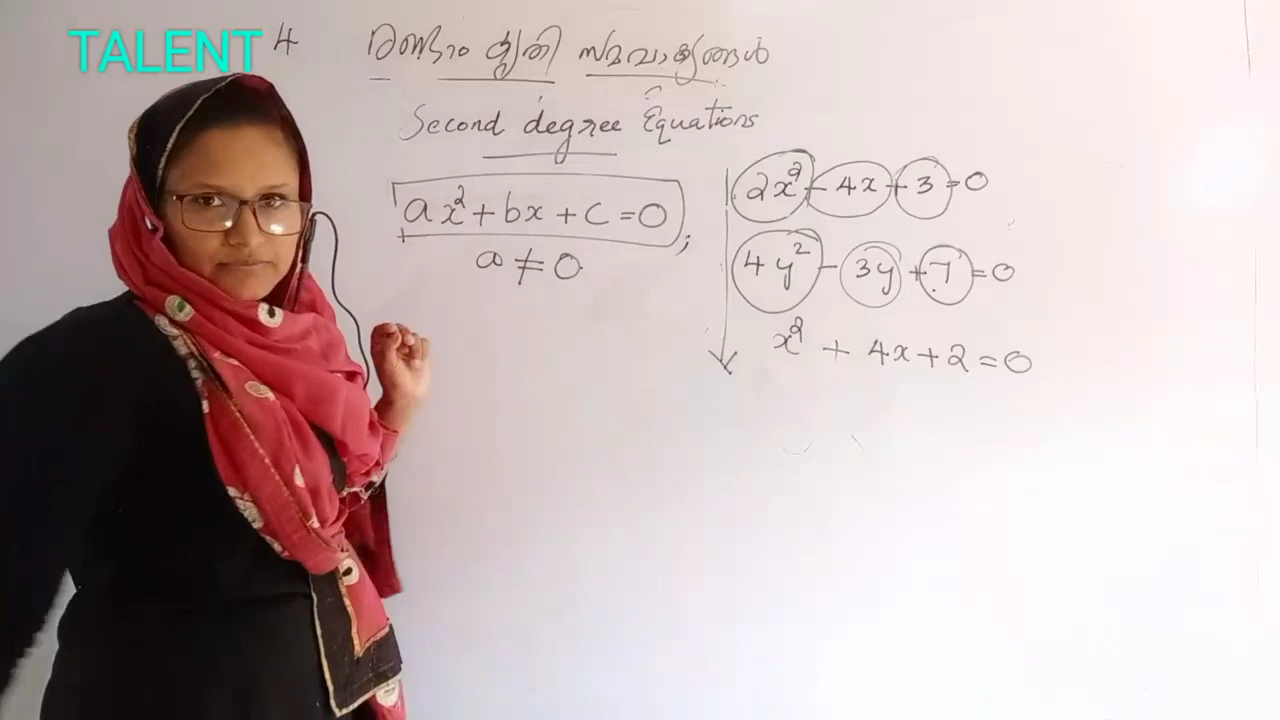 TALENT
4 രണ്ടാം കൃതി സമവാക്യങ്ങൾ
Second degree Equations
ax²+bx+c=0;
a≠0
2x²-4x+3=0
4y²-3y+7=0
x²+4x+2=0